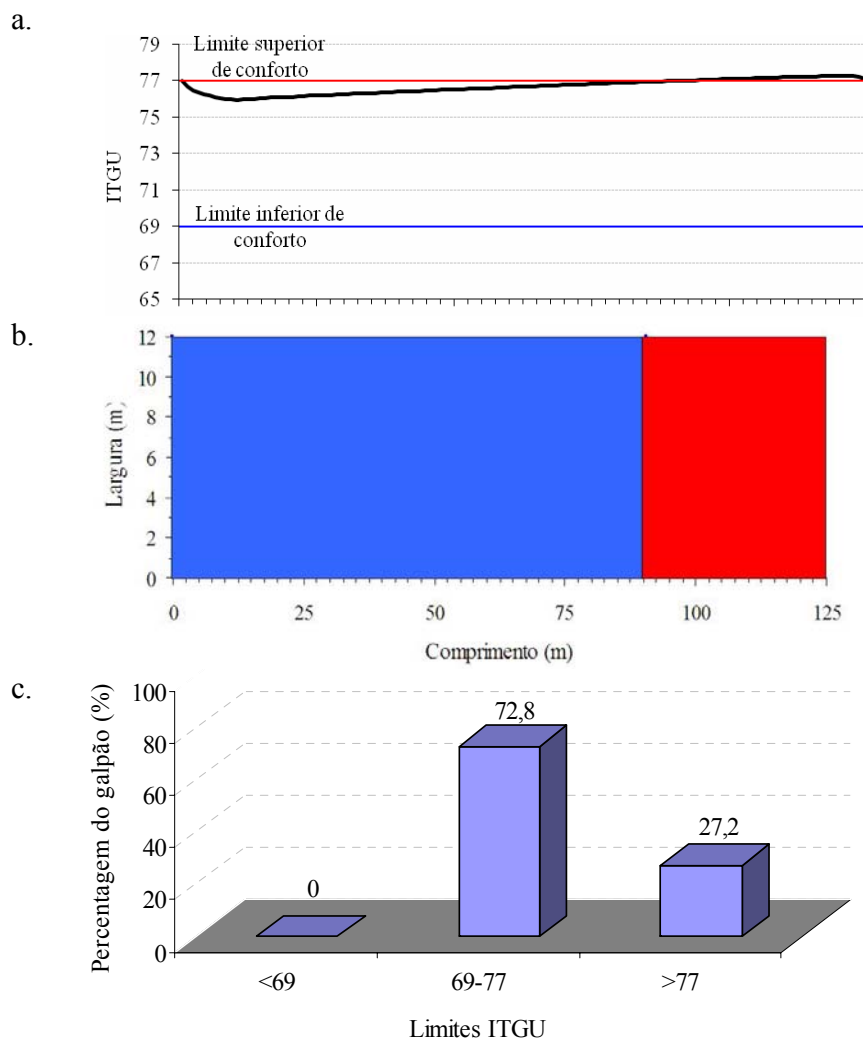 a.
79
77
75
73
71
69
67
65
ITGU
Limite superior
de conforto
Limite inferior de
conforto
b.
12
10
8
6
4
2
0
Largura (m)
0 25 50 75 100 125
Comprimento (m)
c.
100
80
60
40
20
0
Percentagem do galpão (%)
0
72,8
27,2
<69 69-77 >77
Limites ITGU